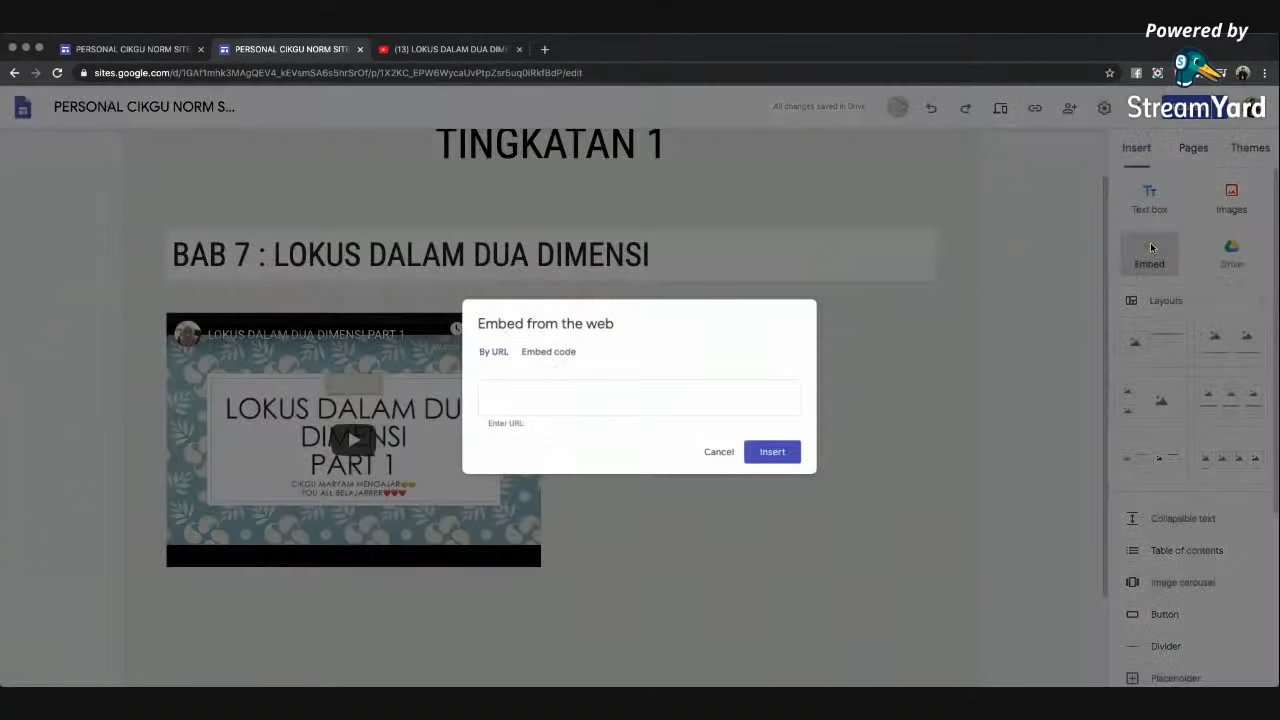 Powered by
StreamYard
PERSONAL CIKGU NORM SITE
PERSONAL CIKGU NORM SITE
(13) LOKUS DALAM DUA DIME
sites.google.com/d/1GAf1mhk3MAgQEV4_kEVsmSA6s5hrSrOf/p/1X2KC_EPW6WycaUvPtpZsr5uq0iRkfBdP/edit
PERSONAL CIKGU NORM S...
All changes saved in Drive
Insert
Pages
Themes
TINGKATAN 1
Text box
Images
BAB 7 : LOKUS DALAM DUA DIMENSI
Embed
Drive
Layouts
LOKUS DALAM DUA DIMENSI PART 1
LOKUS DALAM DU
DIMENSI
PART 1
CIKGU MARYAM MENGAJAR
YOU ALL BELAJARRRR
Embed from the web
By URL
Embed code
Enter URL
Cancel
Insert
Collapsible text
Table of contents
Image carousel
Button
Divider
Placeholder